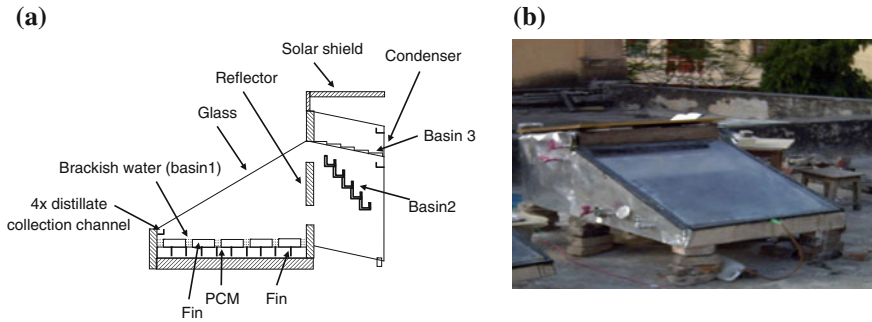 (a)
(b)
Solar shield
Condenser
Reflector
Glass
Basin 3
Brackish water (basin1)
Basin2
4x distillate
collection channel
PCM
Fin
Fin